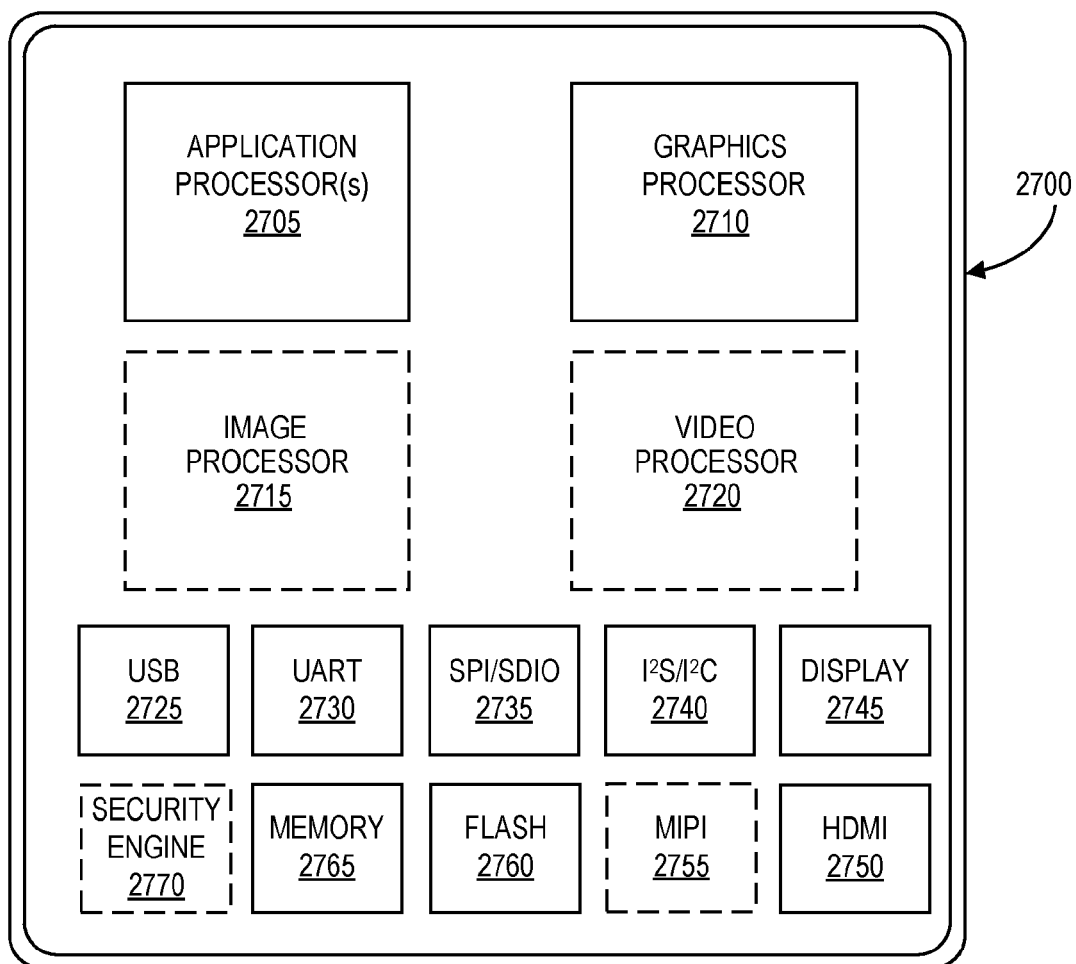 APPLICATION
PROCESSOR(s)
2705
GRAPHICS
PROCESSOR
2710
2700
IMAGE
PROCESSOR
2715
VIDEO
PROCESSOR
2720
USB
2725
UART
2730
SPI/SDIO
2735
I²S/I²C
2740
DISPLAY
2745
SECURITY
ENGINE
2770
MEMORY
2765
FLASH
2760
MIPI
2755
HDMI
2750